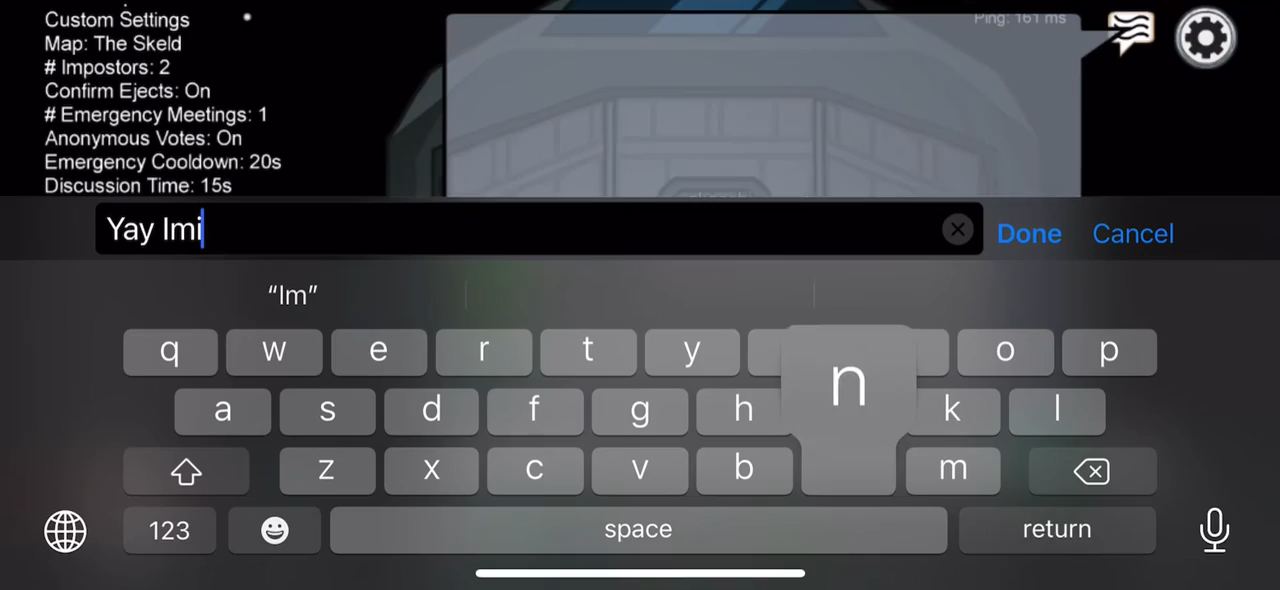 Custom Settings
Map: The Skeld
# Impostors: 2
Confirm Ejects: On
# Emergency Meetings: 1
Anonymous Votes: On
Emergency Cooldown: 20s
Discussion Time: 15s
Ping: 161 ms
Yay Imi
Done
Cancel
“Im”
q w e r t y o p
a s d f g h k l
n
z x c v b m
123
space
return